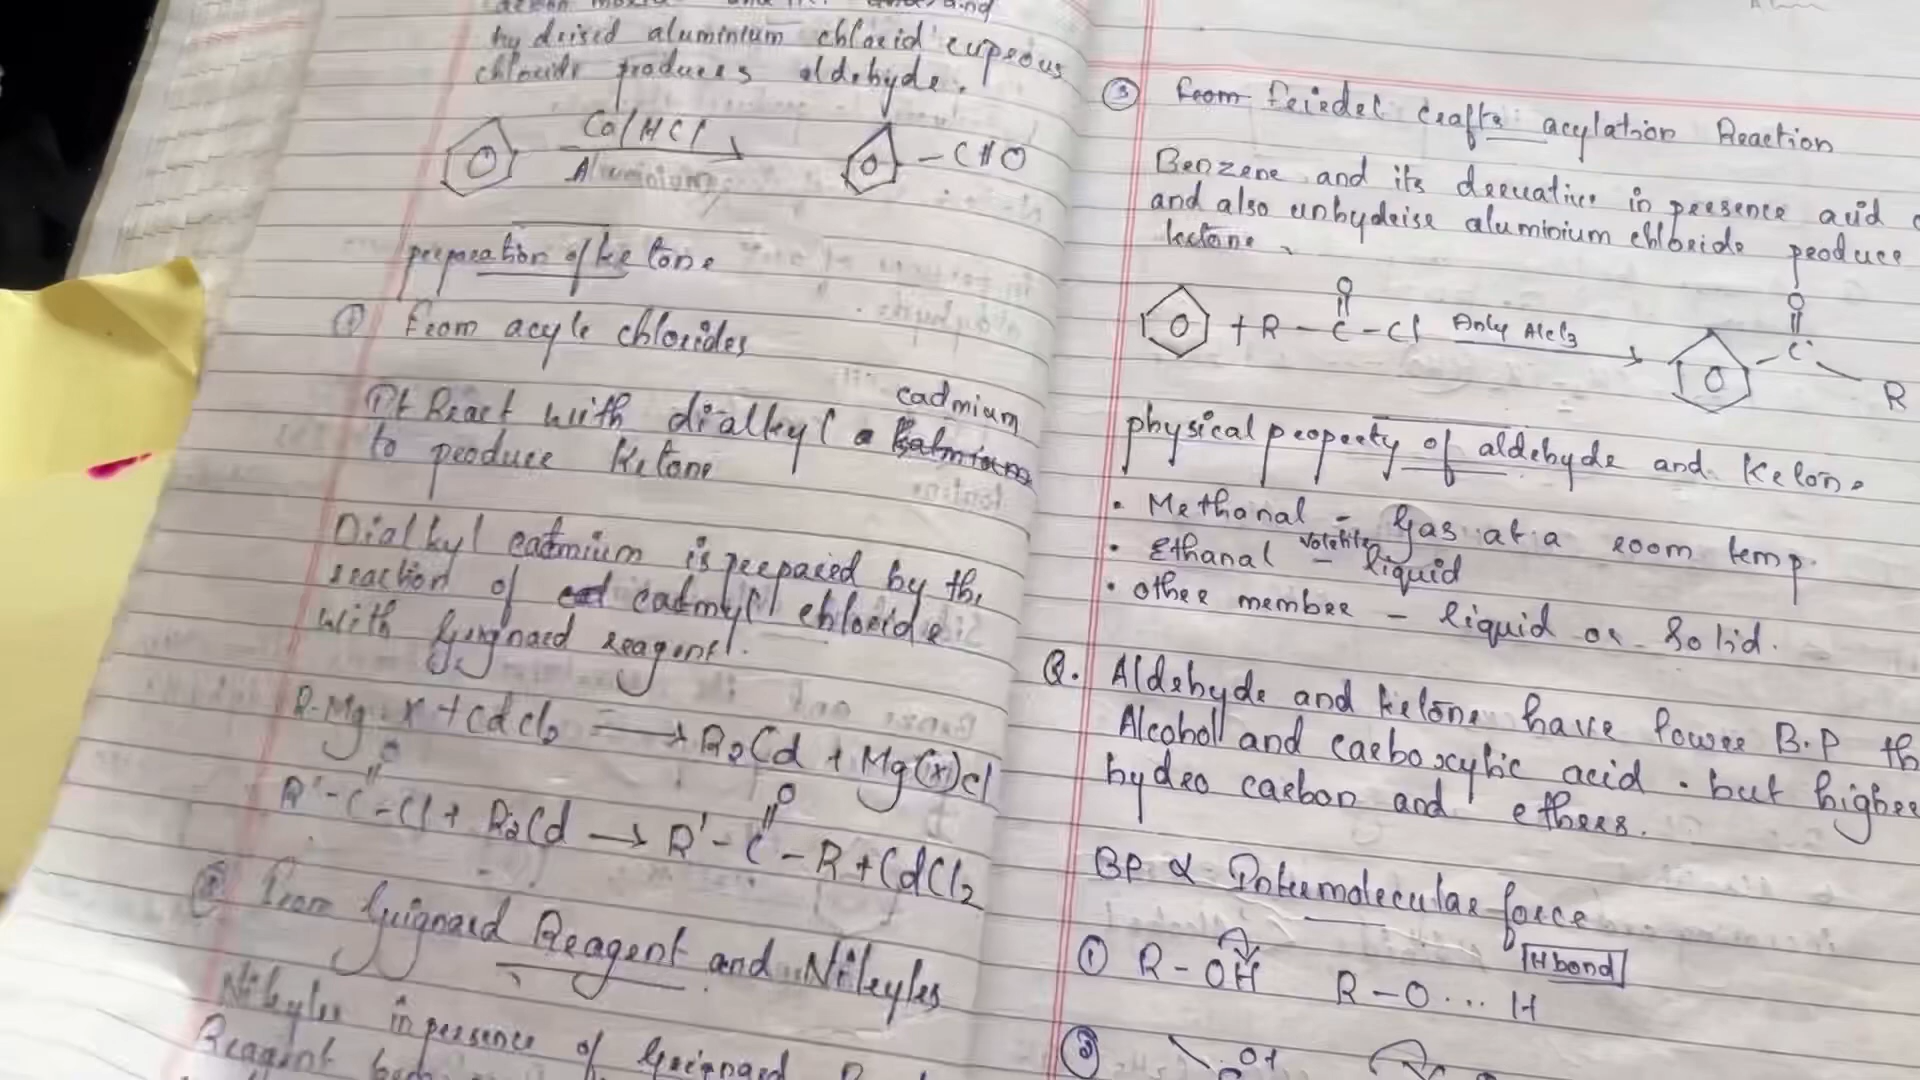 hydrised aluminium chlorid cuprous
chloride produces aldehyde.
Co/HCl
Aluminium
-CHO
preparation of ketone
① From acyle chlorides
It React with dialkyl cadmium
to produce Ketone
Dialkyl cadmium is prepared by the
reaction of cadmyl chloride
with Grignard reagent.
R-Mg-X + CdCl2 → R2Cd + Mg(X)Cl
O
O
R'-C-Cl + R2Cd → R'-C-R + CdCl2
② From Grignard Reagent and Nitryles
Nitryles in presence of Grignard
Reagent
③ From friedel crafts acylation Reaction
Benzene and its derivative in presence acid
and also unhydrise aluminium chloride produce
ketone
O
O
+ R - C - Cl Anhy AlCl3
C
R
physical property of aldehyde and Ketone
• Methanal - Gas at a room temp.
• Ethanal - volatile liquid
• other member - liquid or Solid.
Q. Aldehyde and ketone have lower B.P th
Alcohol and carboxylic acid . but higher
hydro carbon and ethers.
BP α Intermolecular force
H bond
① R - OH R - O ... H
②